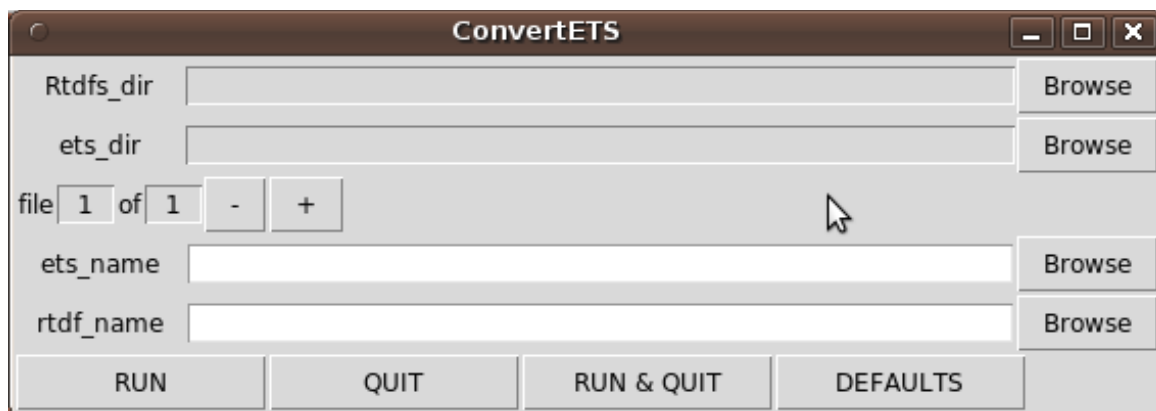 ConvertETS
Rtdfs_dir Browse
ets_dir Browse
file 1 of 1 - +
ets_name Browse
rtdf_name Browse
RUN QUIT RUN & QUIT DEFAULTS